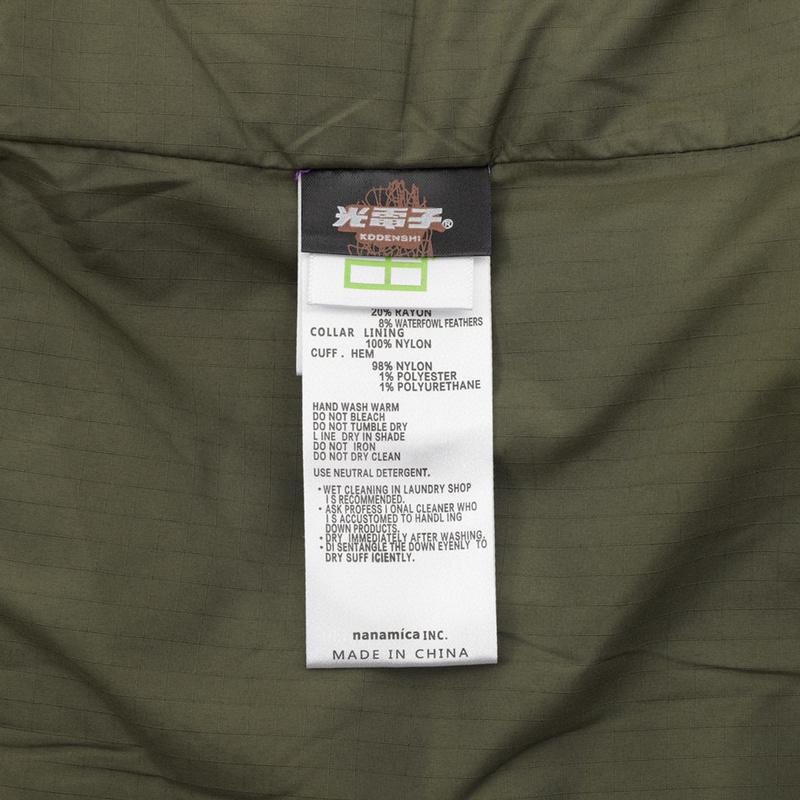 光電子®
KODENSHI
20% RAYON
8% WATERFOWL FEATHERS
COLLAR LINING
100% NYLON
CUFF . HEM
98% NYLON
1% POLYESTER
1% POLYURETHANE
HAND WASH WARM
DO NOT BLEACH
DO NOT TUMBLE DRY
L INE DRY IN SHADE
DO NOT IRON
DO NOT DRY CLEAN
USE NEUTRAL DETERGENT.
• WET CLEANING IN LAUNDRY SHOP
I S RECOMMENDED.
• ASK PROFESS I ONAL CLEANER WHO
I S ACCUSTOMED TO HANDL ING
DOWN PRODUCTS.
• DRY IMMEDIATELY AFTER WASHING.
• DI SENTANGLE THE DOWN EYENLY TO
DRY SUFF ICIENTLY.
nanamíca INC.
MADE IN CHINA